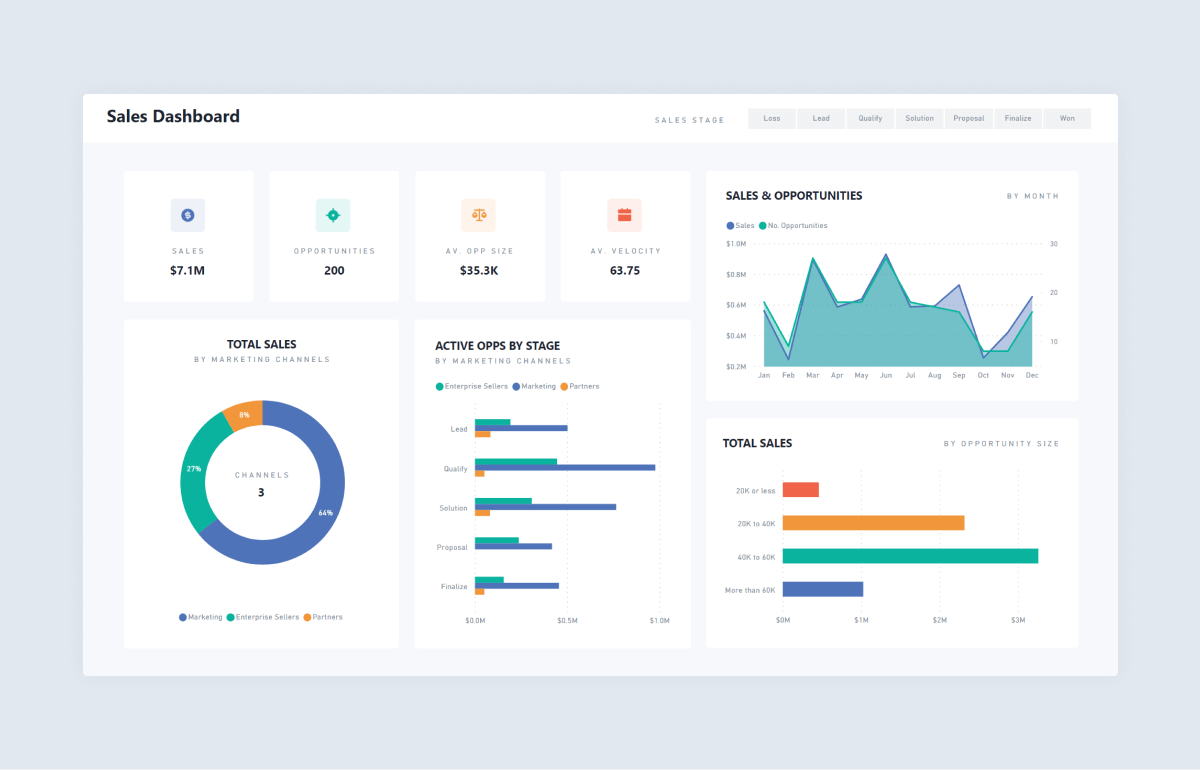 Sales Dashboard
SALES STAGE
Loss
Lead
Qualify
Solution
Proposal
Finalize
Won
SALES
$7.1M
OPPORTUNITIES
200
AV. OPP SIZE
$35.3K
AV. VELOCITY
63.75
TOTAL SALES
BY MARKETING CHANNELS
8%
27%
64%
CHANNELS
3
Marketing Enterprise Sellers Partners
ACTIVE OPPS BY STAGE
BY MARKETING CHANNELS
Enterprise Sellers Marketing Partners
Lead
Qualify
Solution
Proposal
Finalize
$0.0M $0.5M $1.0M
SALES & OPPORTUNITIES
BY MONTH
Sales No. Opportunities
$1.0M
$0.8M
$0.6M
$0.4M
$0.2M
30
20
10
Jan Feb Mar Apr May Jun Jul Aug Sep Oct Nov Dec
TOTAL SALES
BY OPPORTUNITY SIZE
20K or less
20K to 40K
40K to 60K
More than 60K
$0M $1M $2M $3M